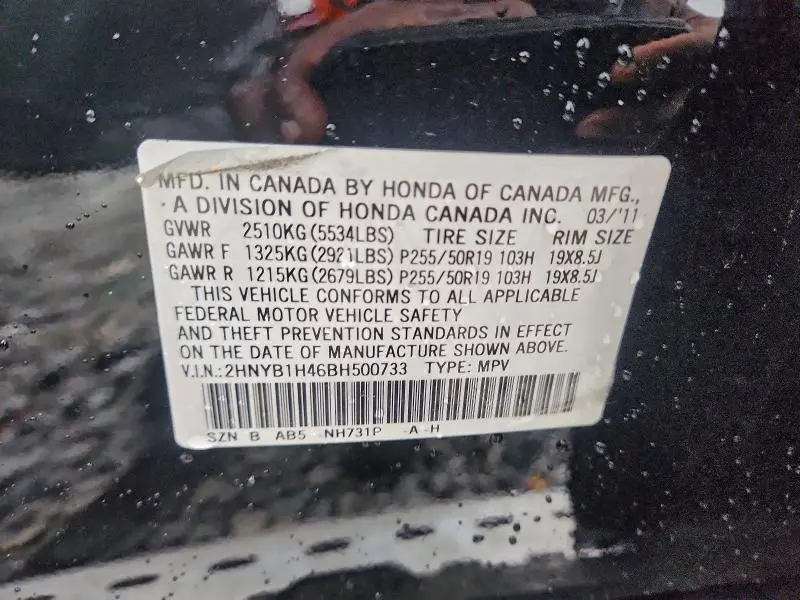 MFD. IN CANADA BY HONDA OF CANADA MFG.,
A DIVISION OF HONDA CANADA INC. 03/'11
GVWR 2510KG (5534LBS) TIRE SIZE RIM SIZE
GAWR F 1325KG (2921LBS) P255/50R19 103H 19X8.5J
GAWR R 1215KG (2679LBS) P255/50R19 103H 19X8.5J
THIS VEHICLE CONFORMS TO ALL APPLICABLE
FEDERAL MOTOR VEHICLE SAFETY
AND THEFT PREVENTION STANDARDS IN EFFECT
ON THE DATE OF MANUFACTURE SHOWN ABOVE.
V.I.N.: 2HNYB1H46BH500733 TYPE: MPV
SZN B AB5 NH731P -A-H